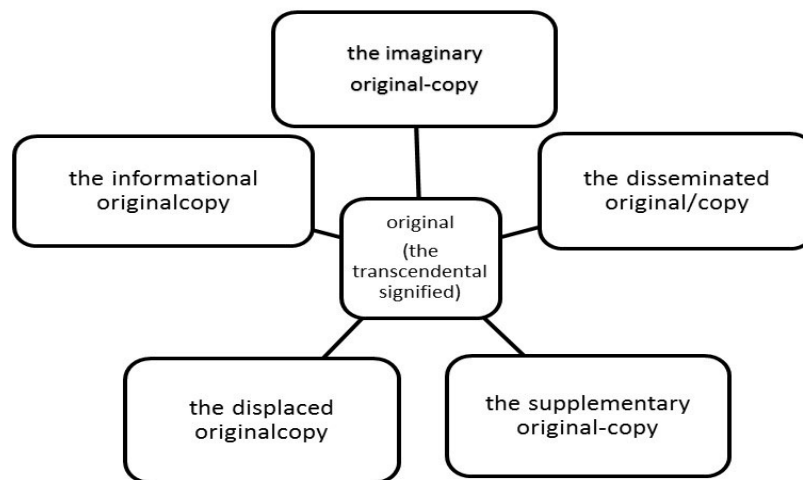 the imaginary
original-copy
the informational
originalcopy
the disseminated
original/copy
original
(the
transcendental
signified)
the displaced
originalcopy
the supplementary
original-copy